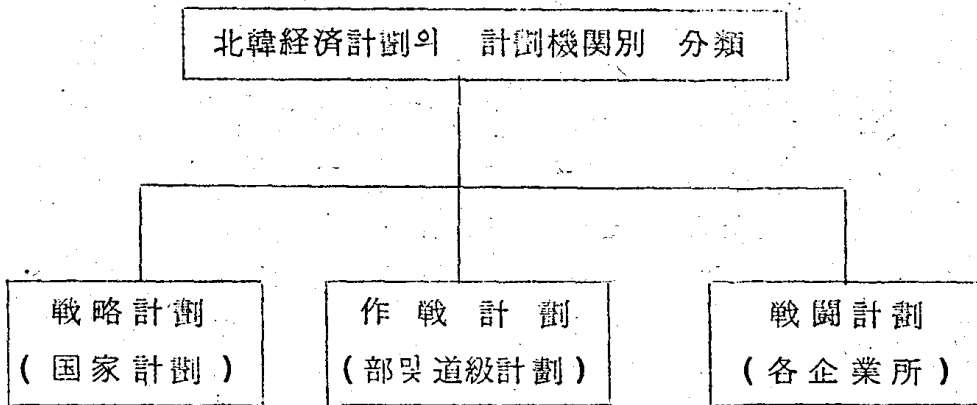 北韓経済計劃의 計劃機関別 分類
戦略計劃
(国家計劃)
作戦計劃
(部및道級計劃)
戦闘計劃
(各企業所)